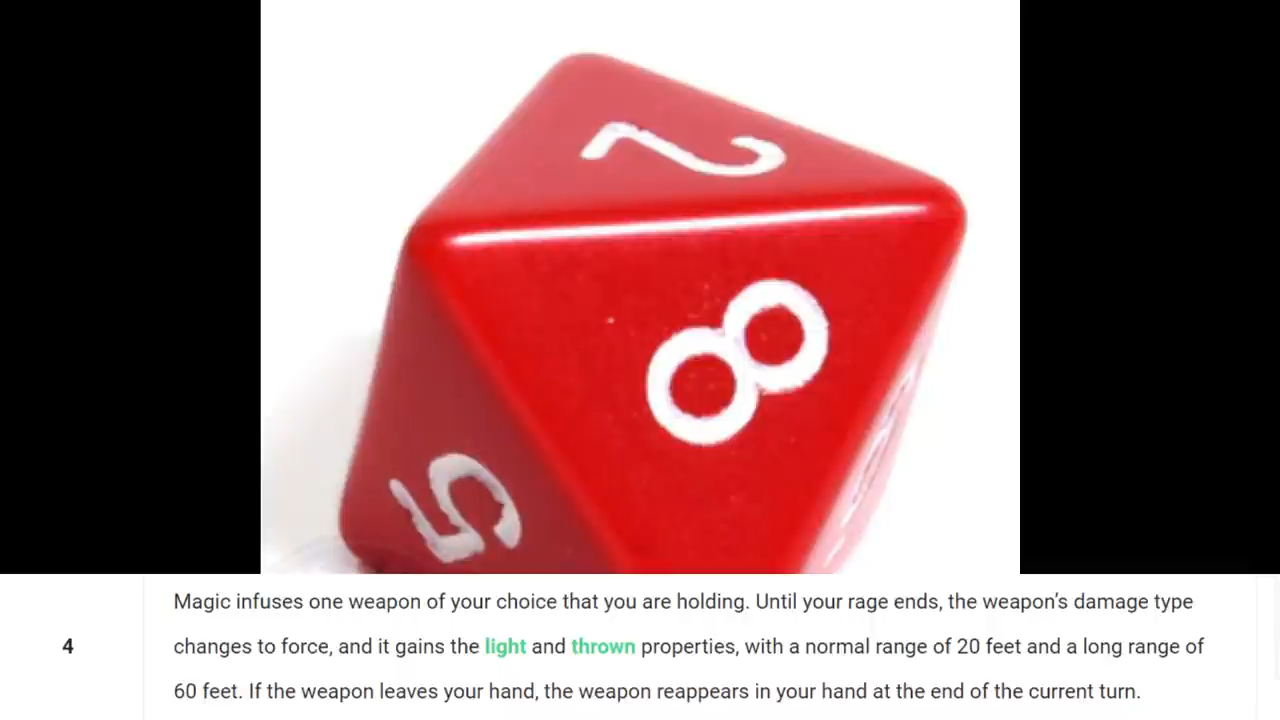 2
8
5
4
Magic infuses one weapon of your choice that you are holding. Until your rage ends, the weapon’s damage type
changes to force, and it gains the light and thrown properties, with a normal range of 20 feet and a long range of
60 feet. If the weapon leaves your hand, the weapon reappears in your hand at the end of the current turn.